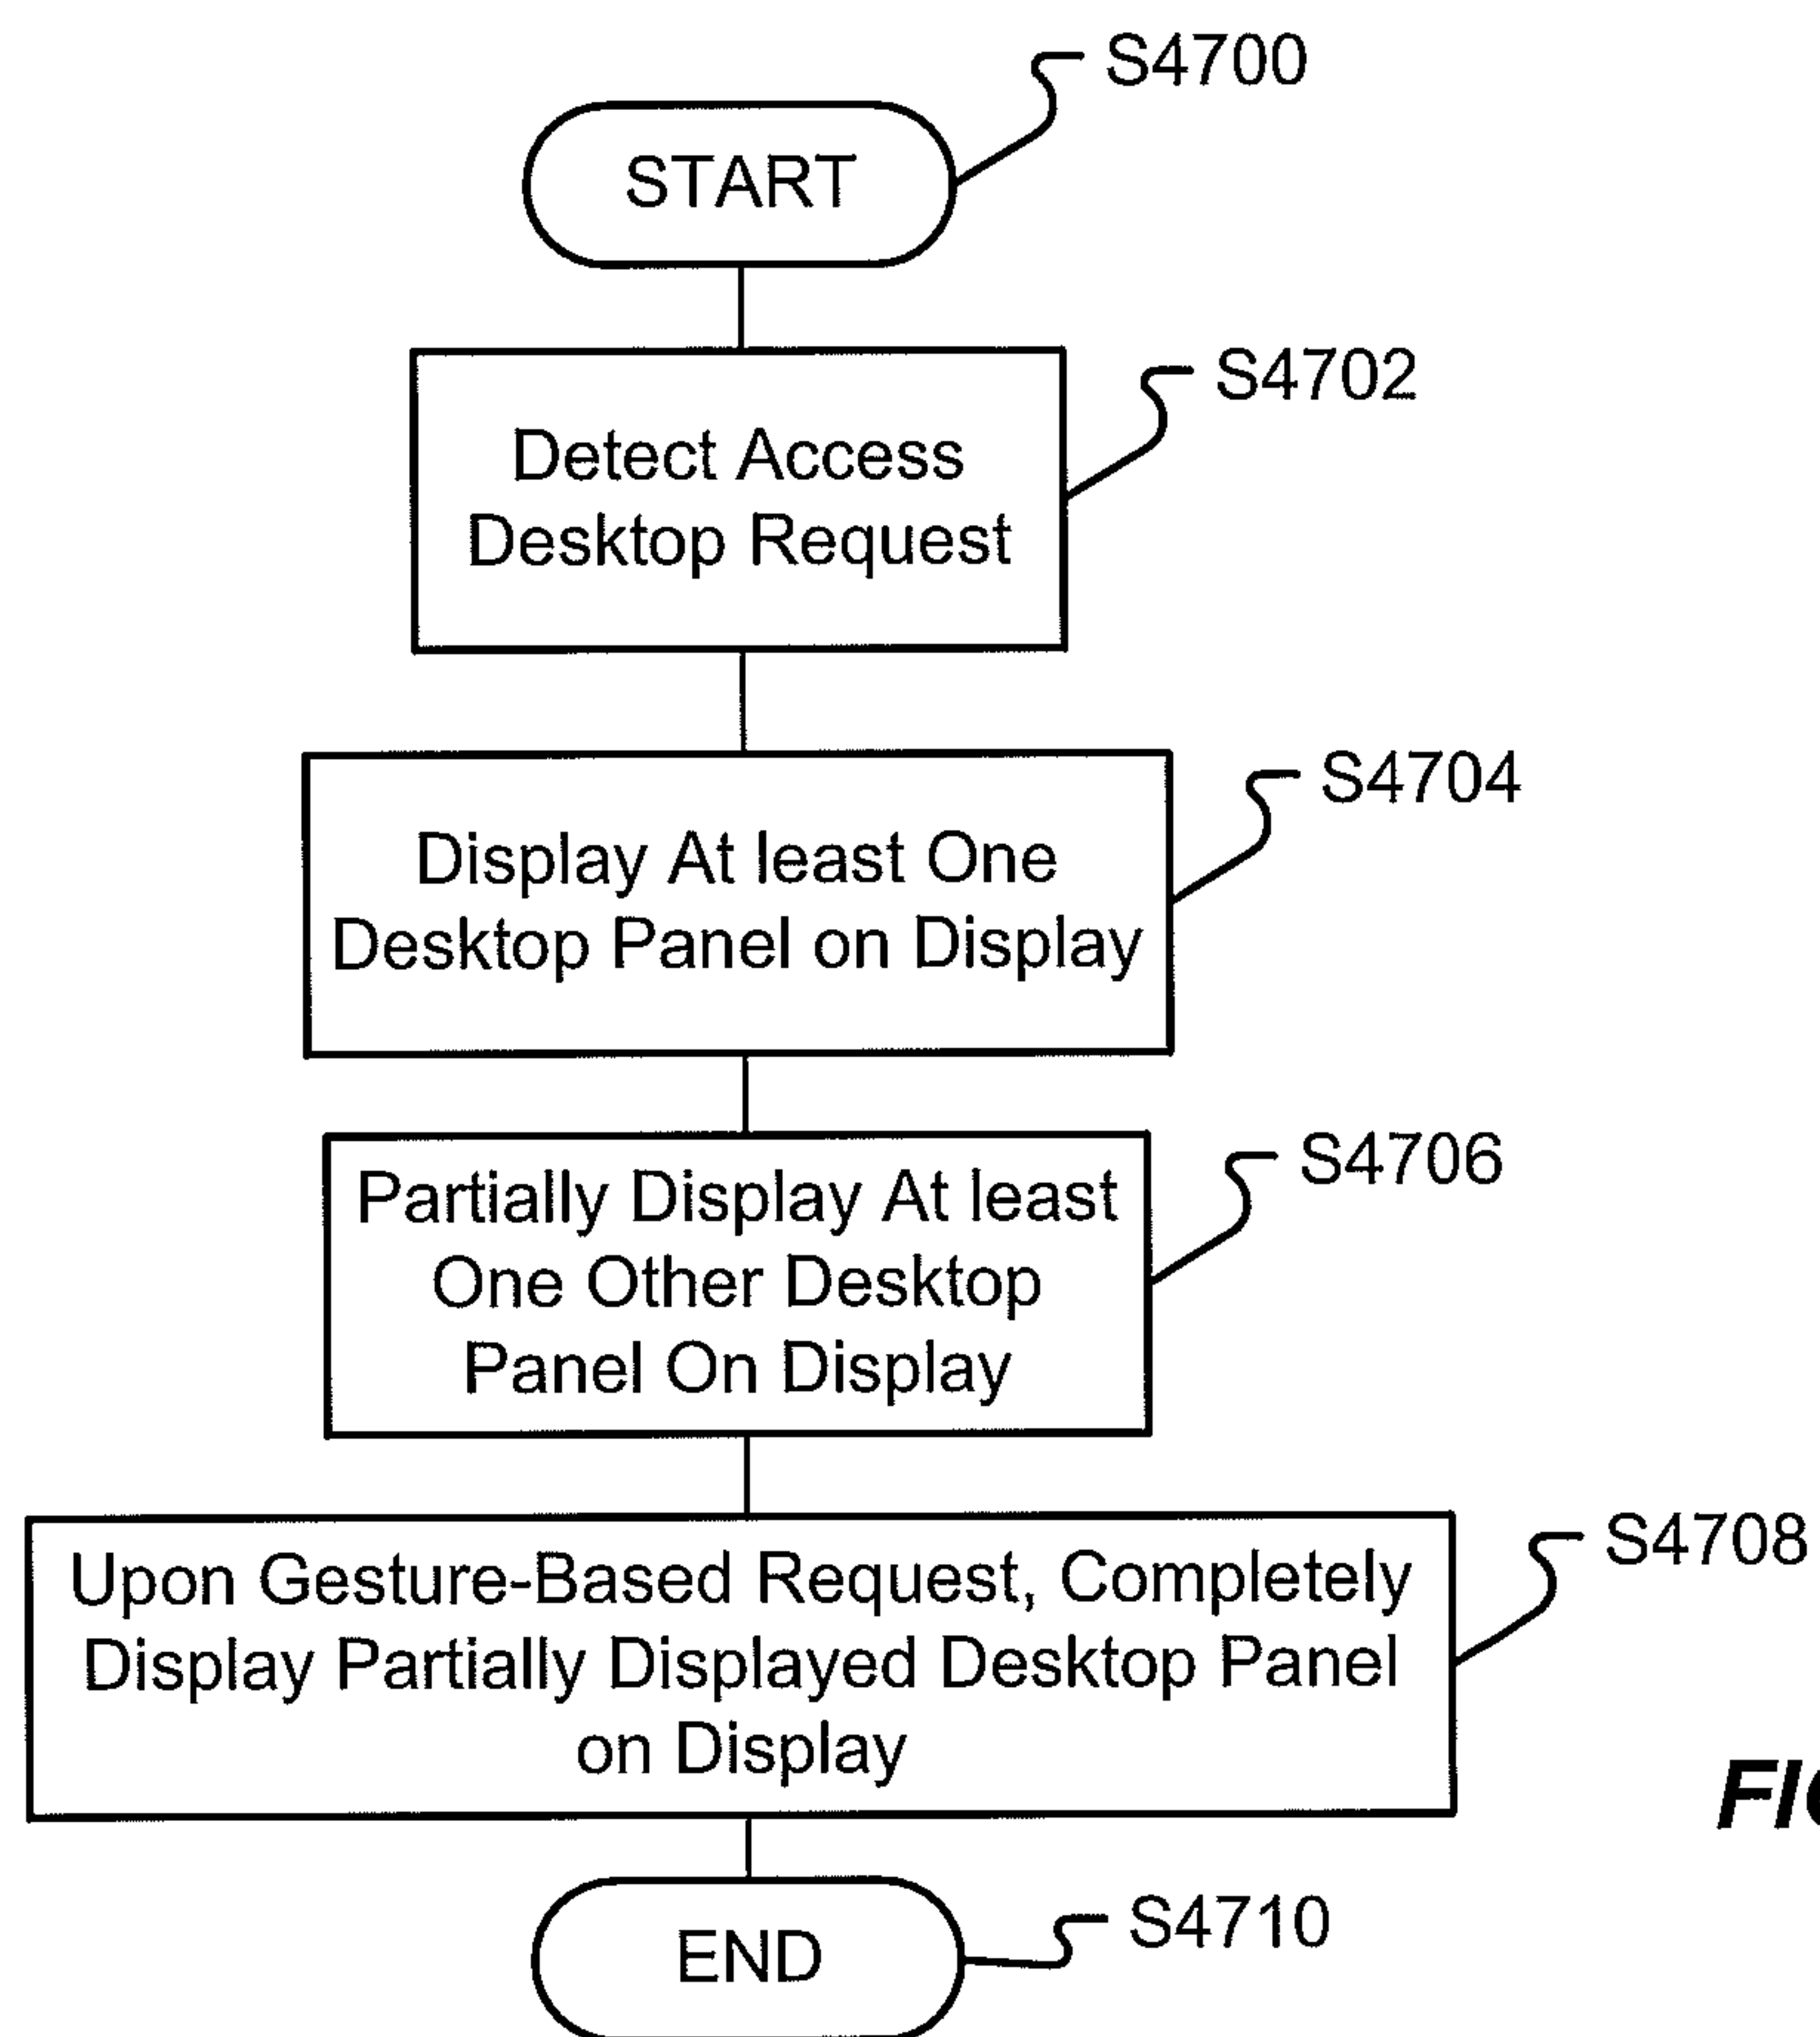 S4700
START
S4702
Detect Access
Desktop Request
S4704
Display At least One
Desktop Panel on Display
S4706
Partially Display At least
One Other Desktop
Panel On Display
S4708
Upon Gesture-Based Request, Completely
Display Partially Displayed Desktop Panel
on Display
S4710
END